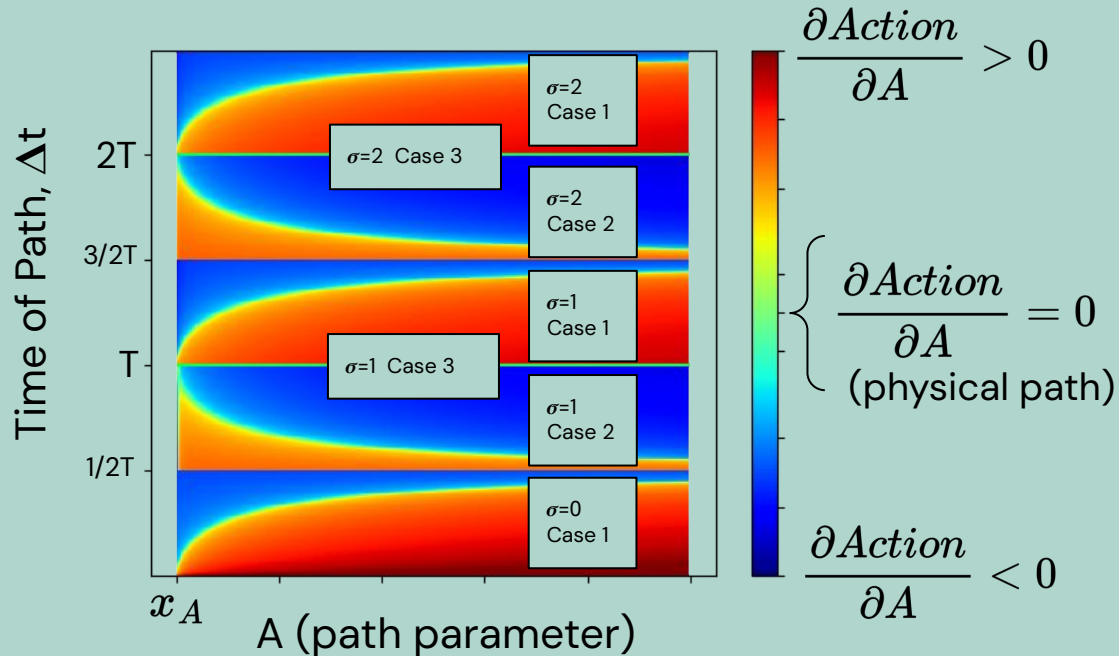 ∂Action
∂A
> 0
σ=2
Case 1
2T
σ=2 Case 3
σ=2
Case 2
3/2T
σ=1
Case 1
∂Action
∂A
= 0
(physical path)
T
σ=1 Case 3
σ=1
Case 2
1/2T
σ=0
Case 1
∂Action
∂A
< 0
Time of Path, Δt
x_A
A (path parameter)